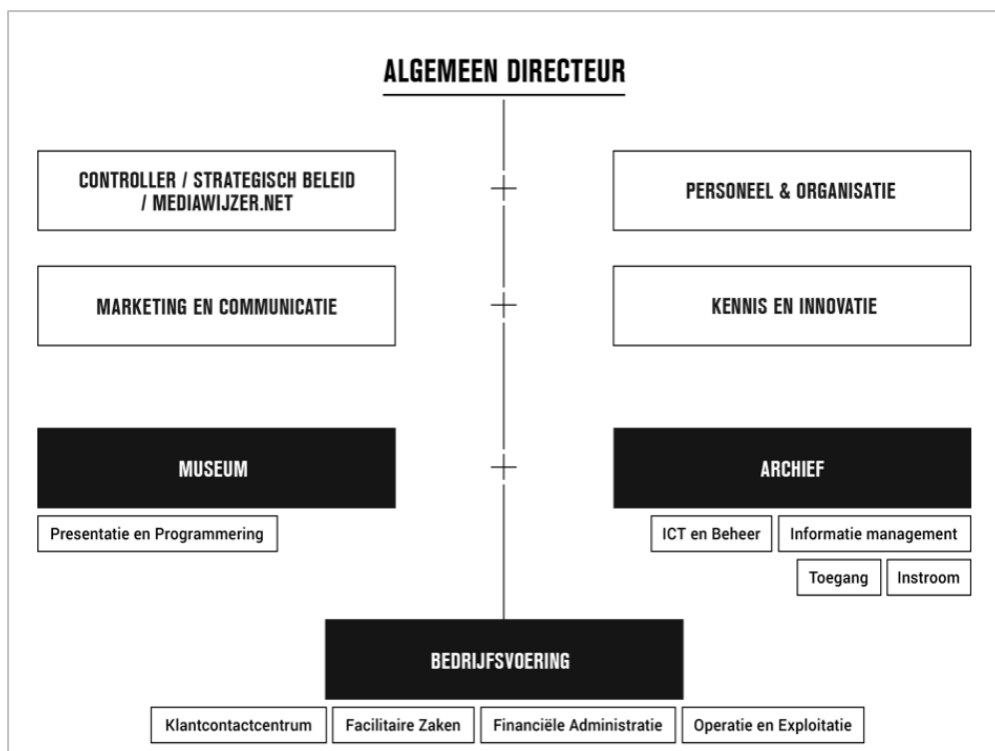 ALGEMEEN DIRECTEUR
CONTROLLER / STRATEGISCH BELEID
/ MEDIAWIJZER.NET
PERSONEEL & ORGANISATIE
MARKETING EN COMMUNICATIE
KENNIS EN INNOVATIE
MUSEUM
ARCHIEF
Presentatie en Programmering
ICT en Beheer
Informatie management
Toegang
Instroom
BEDRIJFSVOERING
Klantcontactcentrum
Facilitaire Zaken
Financiële Administratie
Operatie en Exploitatie